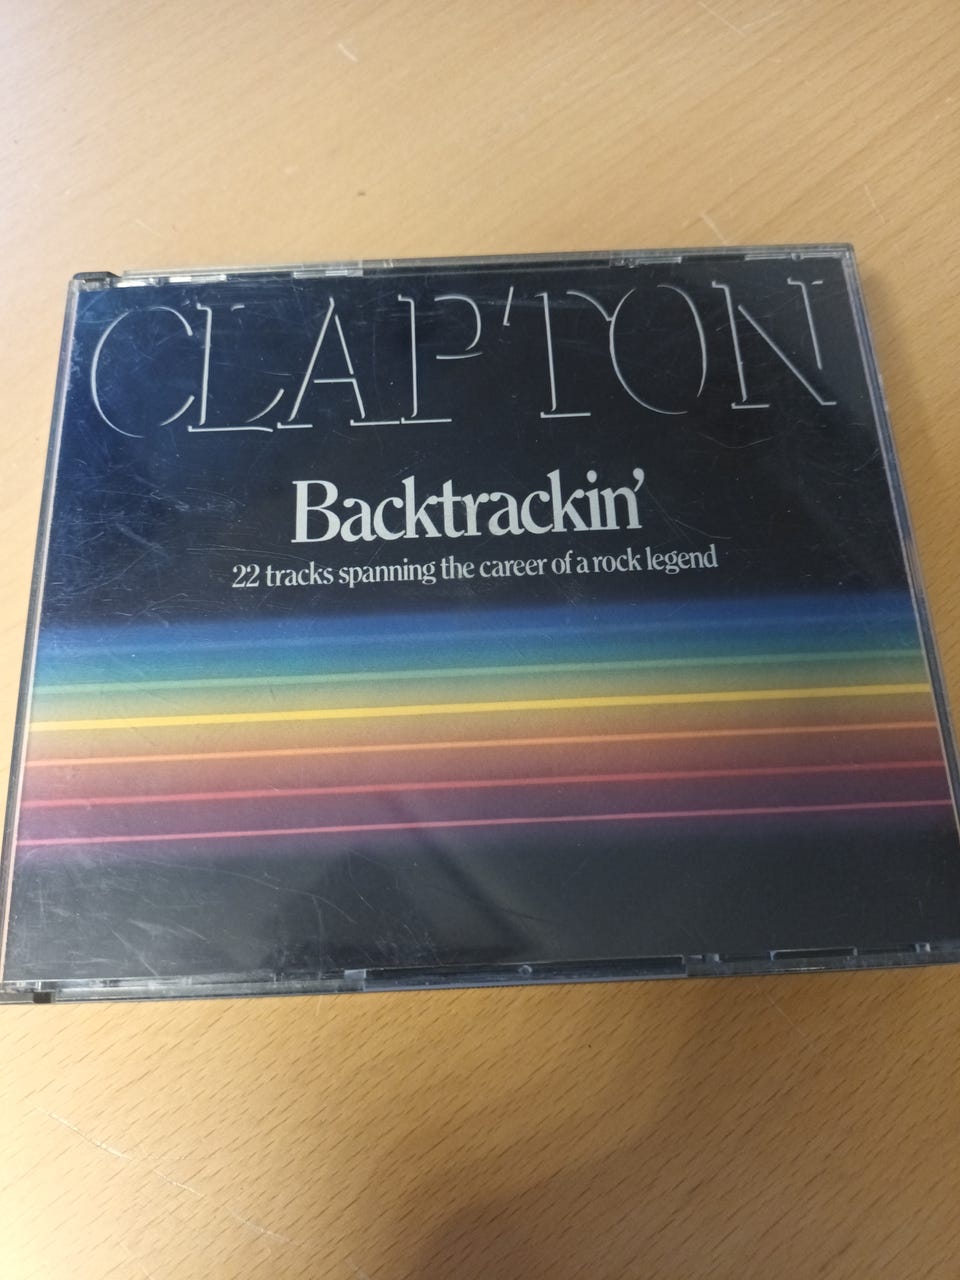 CLAPTON
Backtrackin’
22 tracks spanning the career of a rock legend